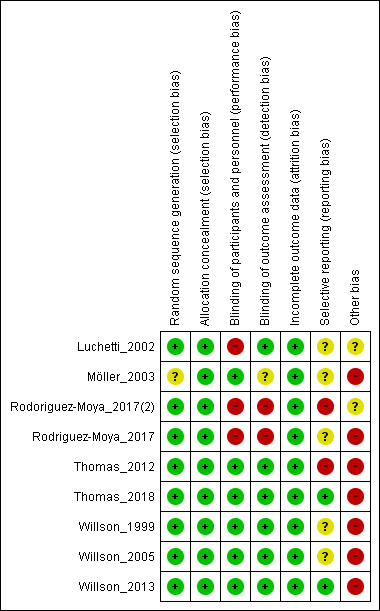 Random sequence generation (selection bias)
Allocation concealment (selection bias)
Blinding of participants and personnel (performance bias)
Blinding of outcome assessment (detection bias)
Incomplete outcome data (attrition bias)
Selective reporting (reporting bias)
Other bias
Luchetti_2002 + + - + + ? ?
Möller_2003 ? + + ? + ? -
Rodoriguez-Moya_2017(2) + + - - + - ?
Rodriguez-Moya_2017 + + - - + ? -
Thomas_2012 + + + + + - -
Thomas_2018 + + + + + + -
Willson_1999 + + + + + ? -
Willson_2005 + + + + + ? -
Willson_2013 + + + + + + -